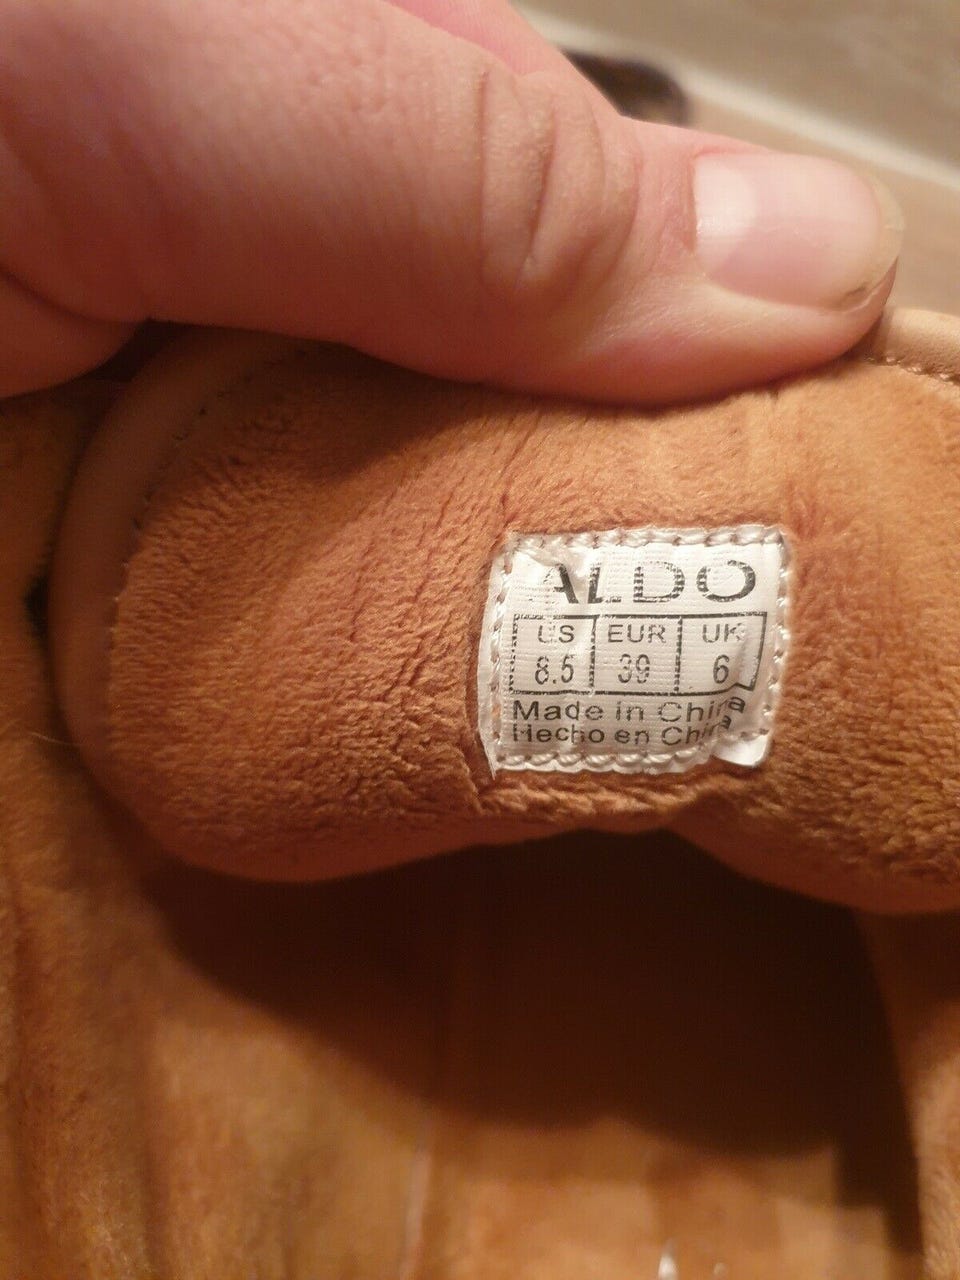 ALDO
US EUR UK
8.5 39 6
Made in China
Hecho en China